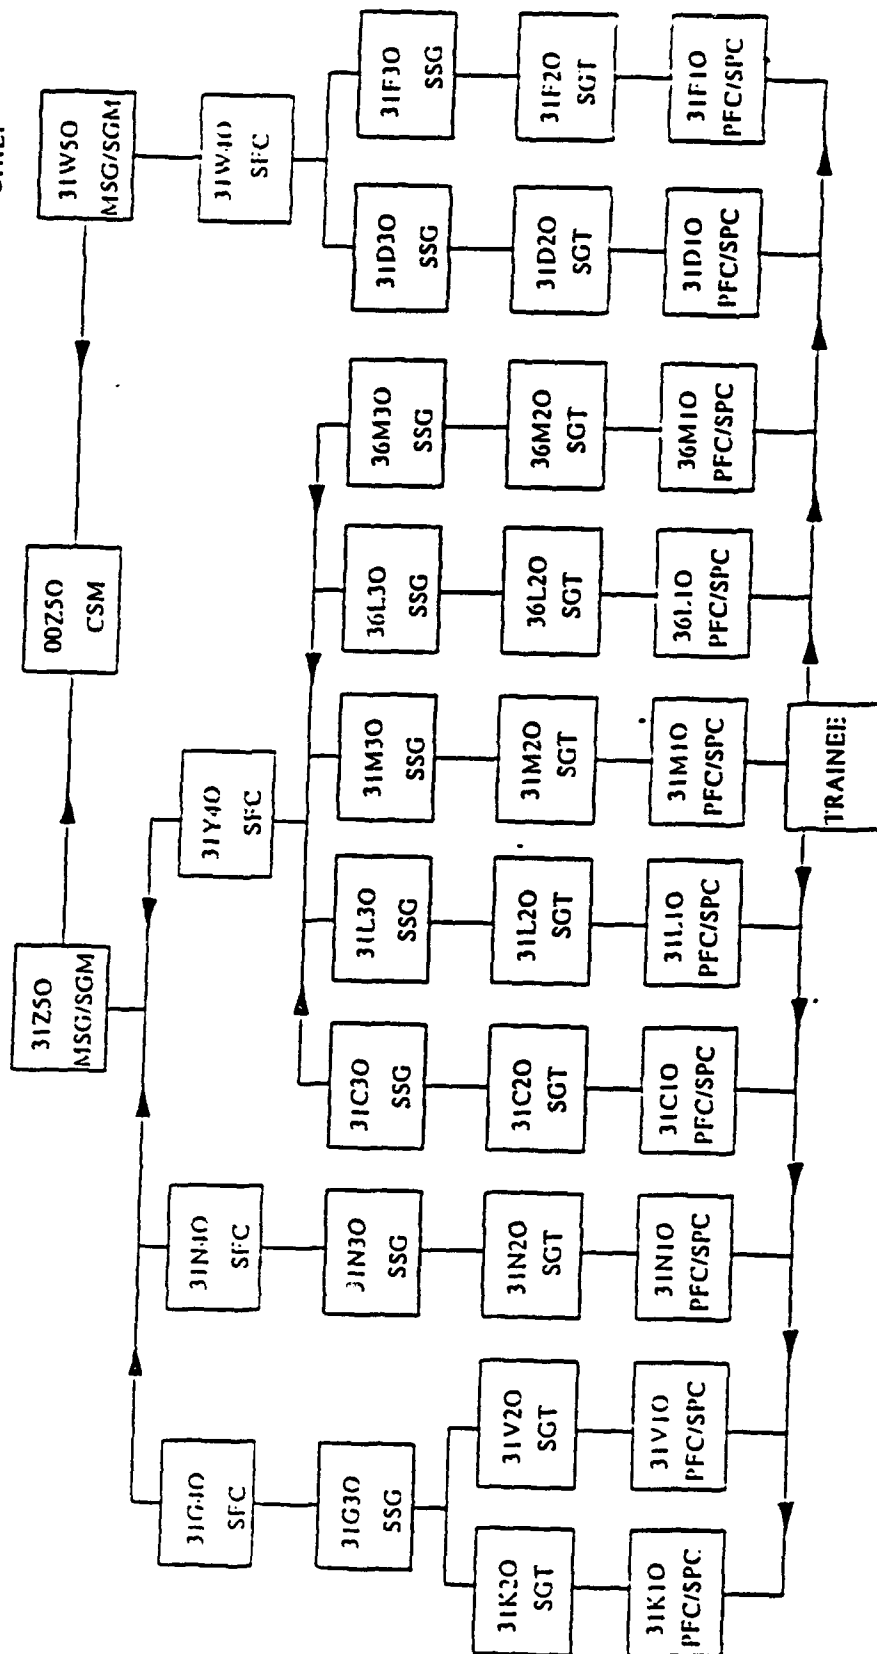 31Z50
MSG/SGM
00Z50
CSM
31W50
MSG/SGM
31G40
SFC
31N40
SFC
31Y40
SFC
31W40
SFC
31G30
SSG
31N30
SSG
31C30
SSG
31L30
SSG
31M30
SSG
36L30
SSG
36M30
SSG
31D30
SSG
31F30
SSG
31K20
SGT
31V20
SGT
31N20
SGT
31C20
SGT
31L20
SGT
31M20
SGT
36L20
SGT
36M20
SGT
31D20
SGT
31F20
SGT
31K10
PFC/SPC
31V10
PFC/SPC
31N10
PFC/SPC
31C10
PFC/SPC
31L10
PFC/SPC
31M10
PFC/SPC
36L10
PFC/SPC
36M10
PFC/SPC
31D10
PFC/SPC
31F10
PFC/SPC
TRAINEE